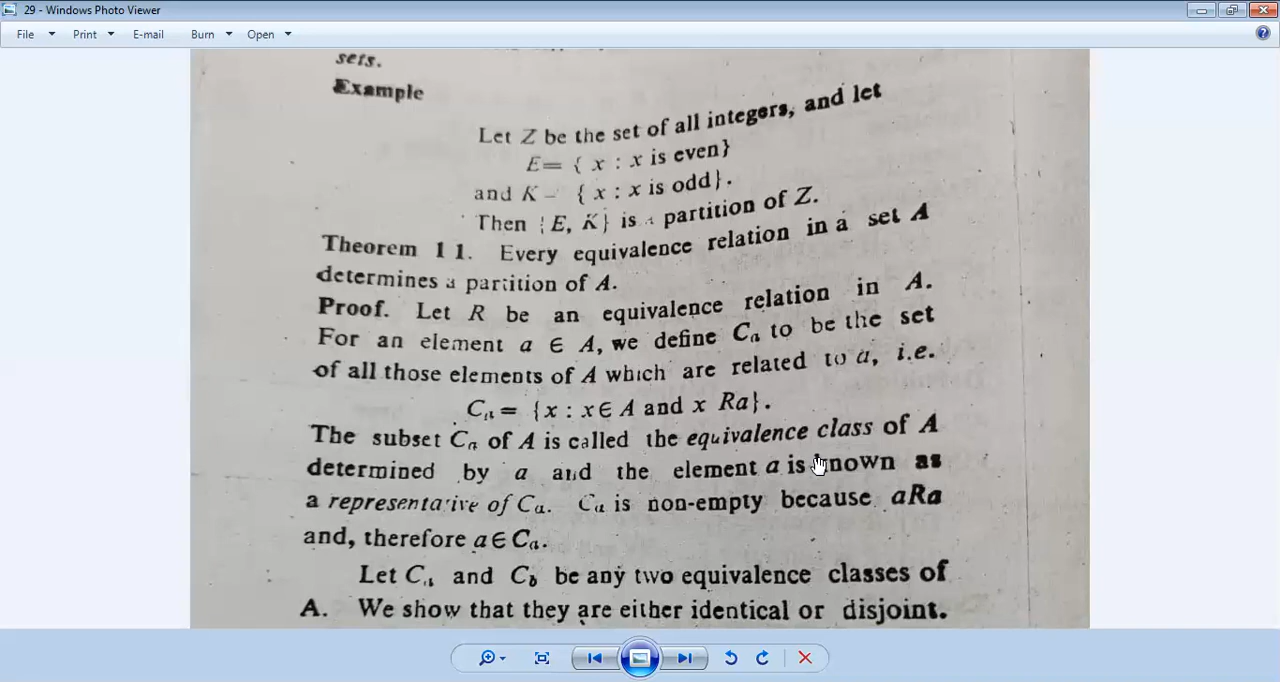 29 - Windows Photo Viewer
File Print E-mail Burn Open
sets.
Example
Let Z be the set of all integers, and let
E= { x : x is even}
and K = { x : x is odd}.
Then {E, K} is a partition of Z.
Theorem 1 1. Every equivalence relation in a set A
determines a partition of A.
Proof. Let R be an equivalence relation in A.
For an element a ∈ A, we define Ca to be the set
of all those elements of A which are related to a, i.e.
Ca = {x : x∈ A and x Ra}.
The subset Ca of A is called the equivalence class of A
determined by a and the element a is known as
a representative of Ca. Ca is non-empty because aRa
and, therefore a∈Ca.
Let Ca and Cb be any two equivalence classes of
A. We show that they are either identical or disjoint.